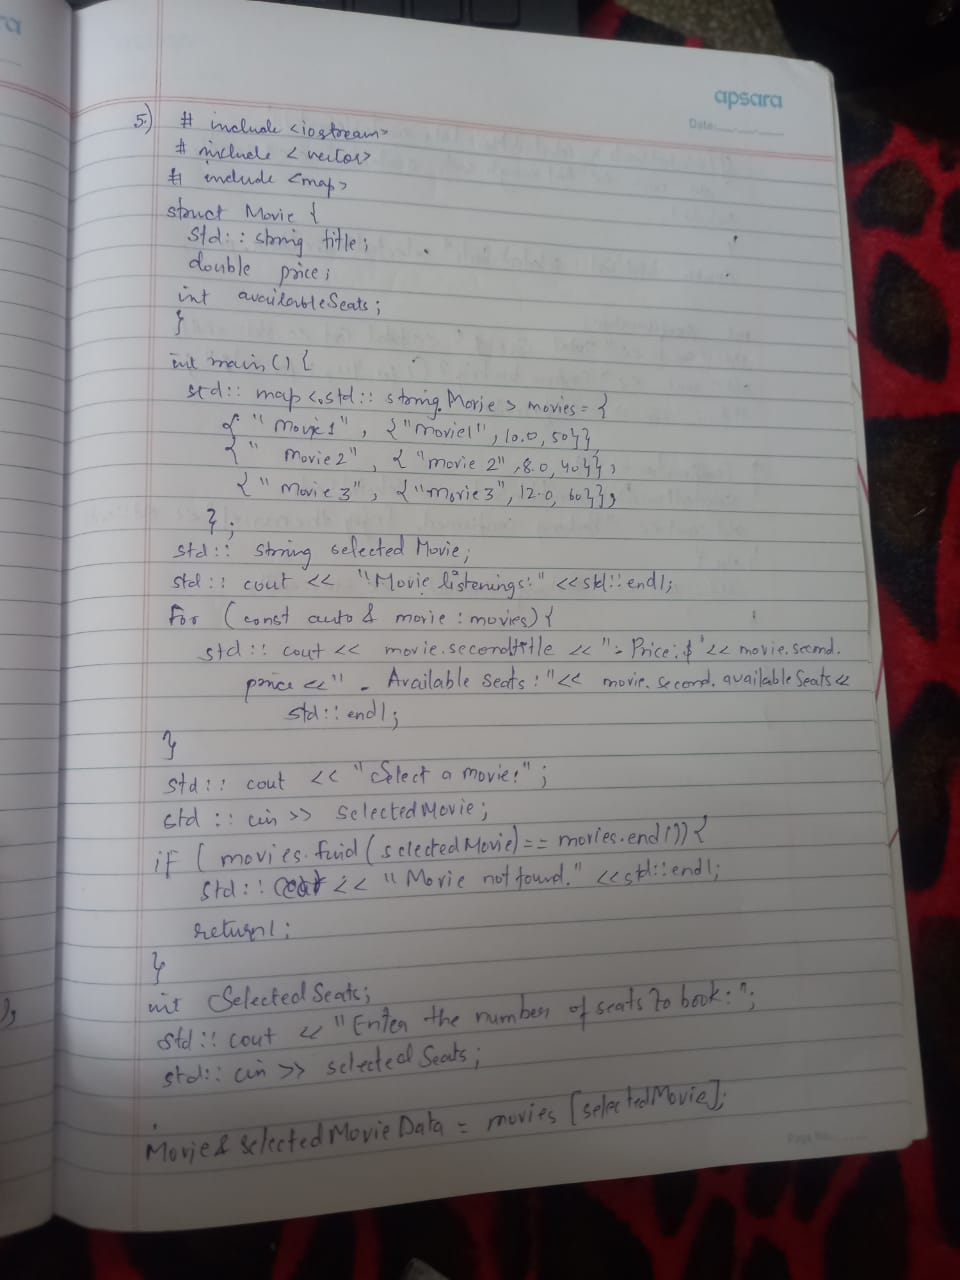 ra
apsara
Date:
5.) # include <iostream>
# include < vector>
# include <map>
struct Movie {
std:: string title;
double price;
int availableSeats;
}
int main () {
std:: map <std:: string, Movie > movies = {
{ " Movie 1" , { "Movie1", 10.0, 50}},
{ " Movie 2" , { "movie 2" ,8.0, 40}},
{ " Movie 3" , { "movie 3", 12.0, 60}},
};
std:: string selected Movie;
std:: cout << "Movie listenings:" <<std::endl;
For (const auto & movie : movies) {
std:: cout << movie.second.title << "- Price: $ "<< movie.second.
price <<" - Available Seats : "<< movie. second. availableSeats <<
std:: endl;
}
std:: cout << "Select a movie:" ;
std :: cin >> selectedMovie;
if ( movies.find (selectedMovie) == movies.end()) {
std:: cout << "Movie not found." <<std::endl;
return1;
}
int SelectedSeats;
std:: cout << "Enter the number of seats to book: ";
std:: cin >> selected Seats;
Movie & selectedMovieData = movies [selectedMovie];
Page No.
),